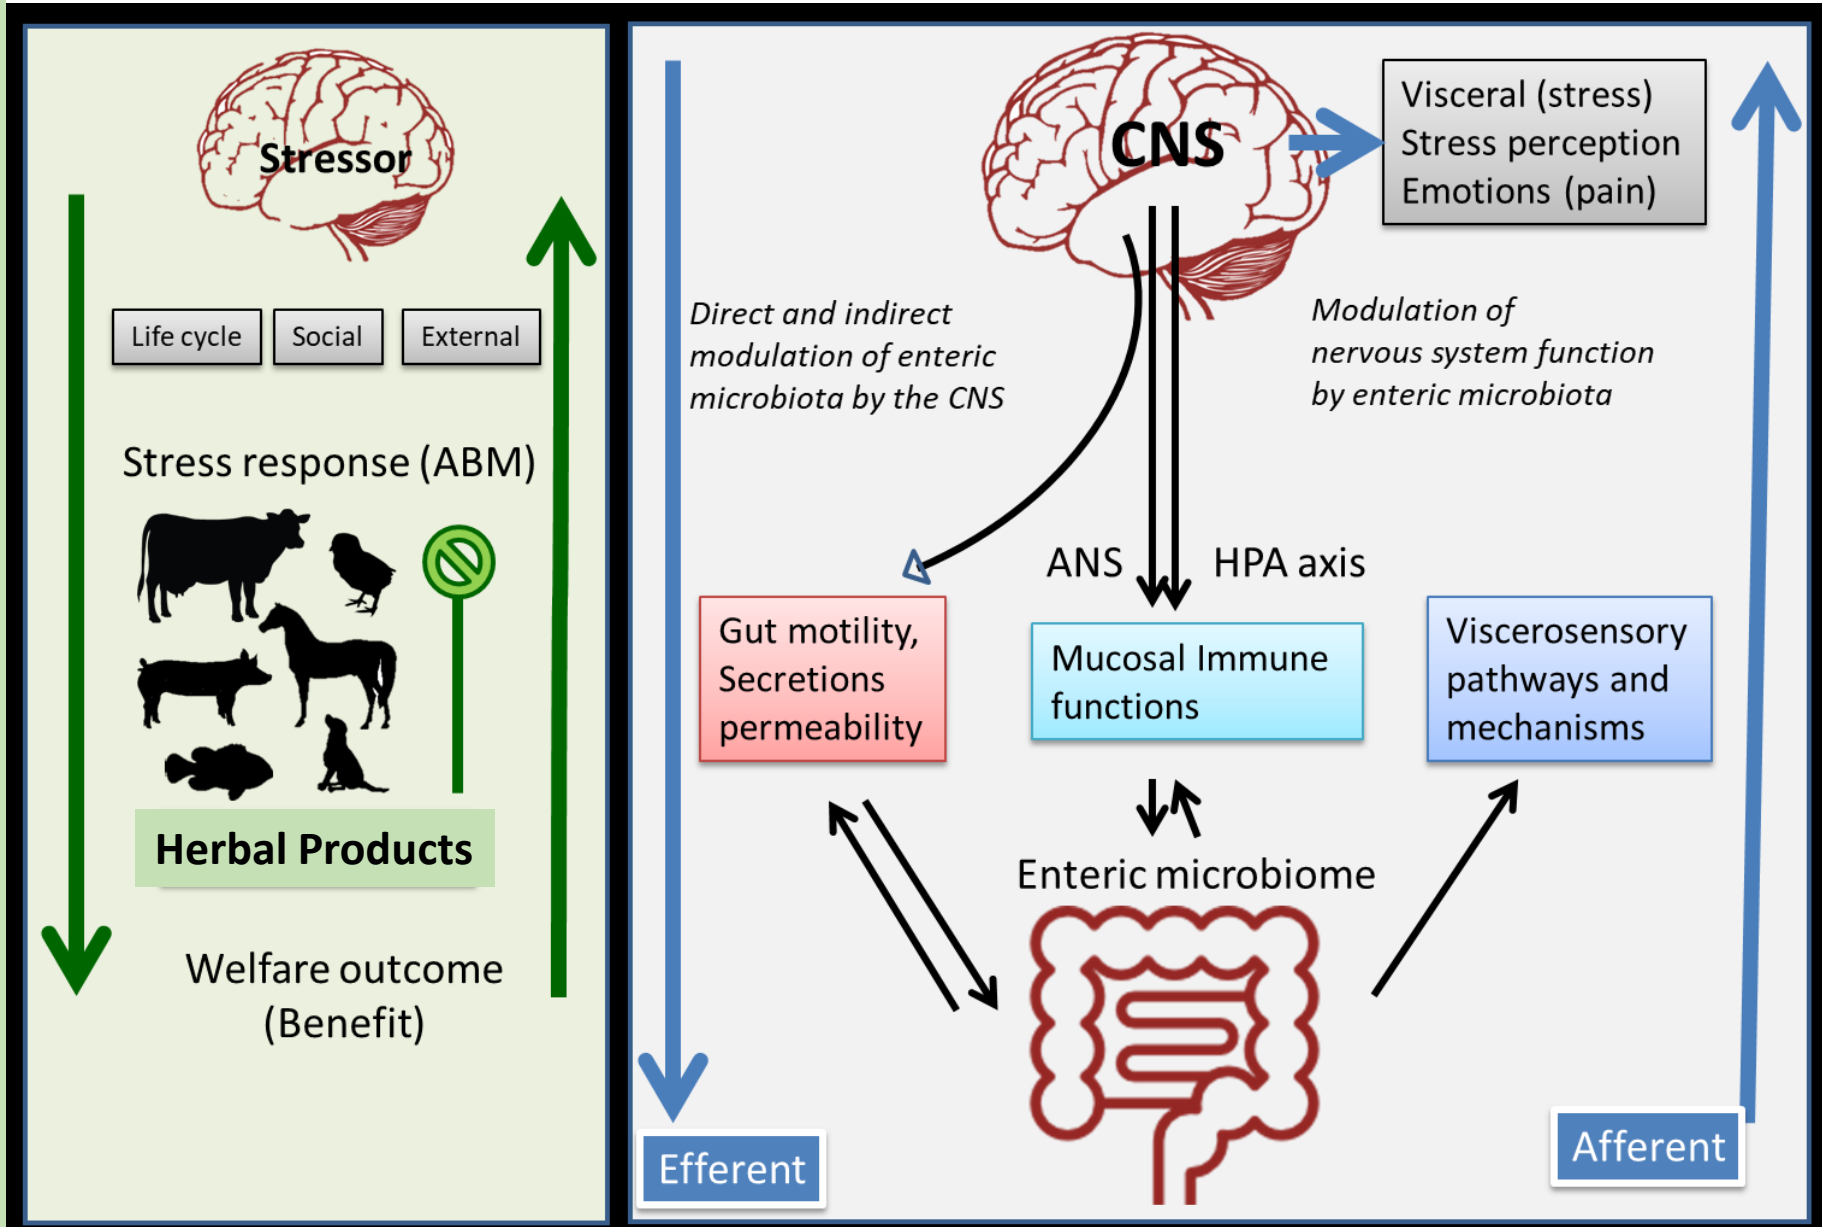 Stressor
Life cycle
Social
External
Stress response (ABM)
Herbal Products
Welfare outcome
(Benefit)
CNS
Visceral (stress)
Stress perception
Emotions (pain)
Direct and indirect
modulation of enteric
microbiota by the CNS
Modulation of
nervous system function
by enteric microbiota
ANS
HPA axis
Gut motility,
Secretions
permeability
Mucosal Immune
functions
Viscerosensory
pathways and
mechanisms
Enteric microbiome
Efferent
Afferent